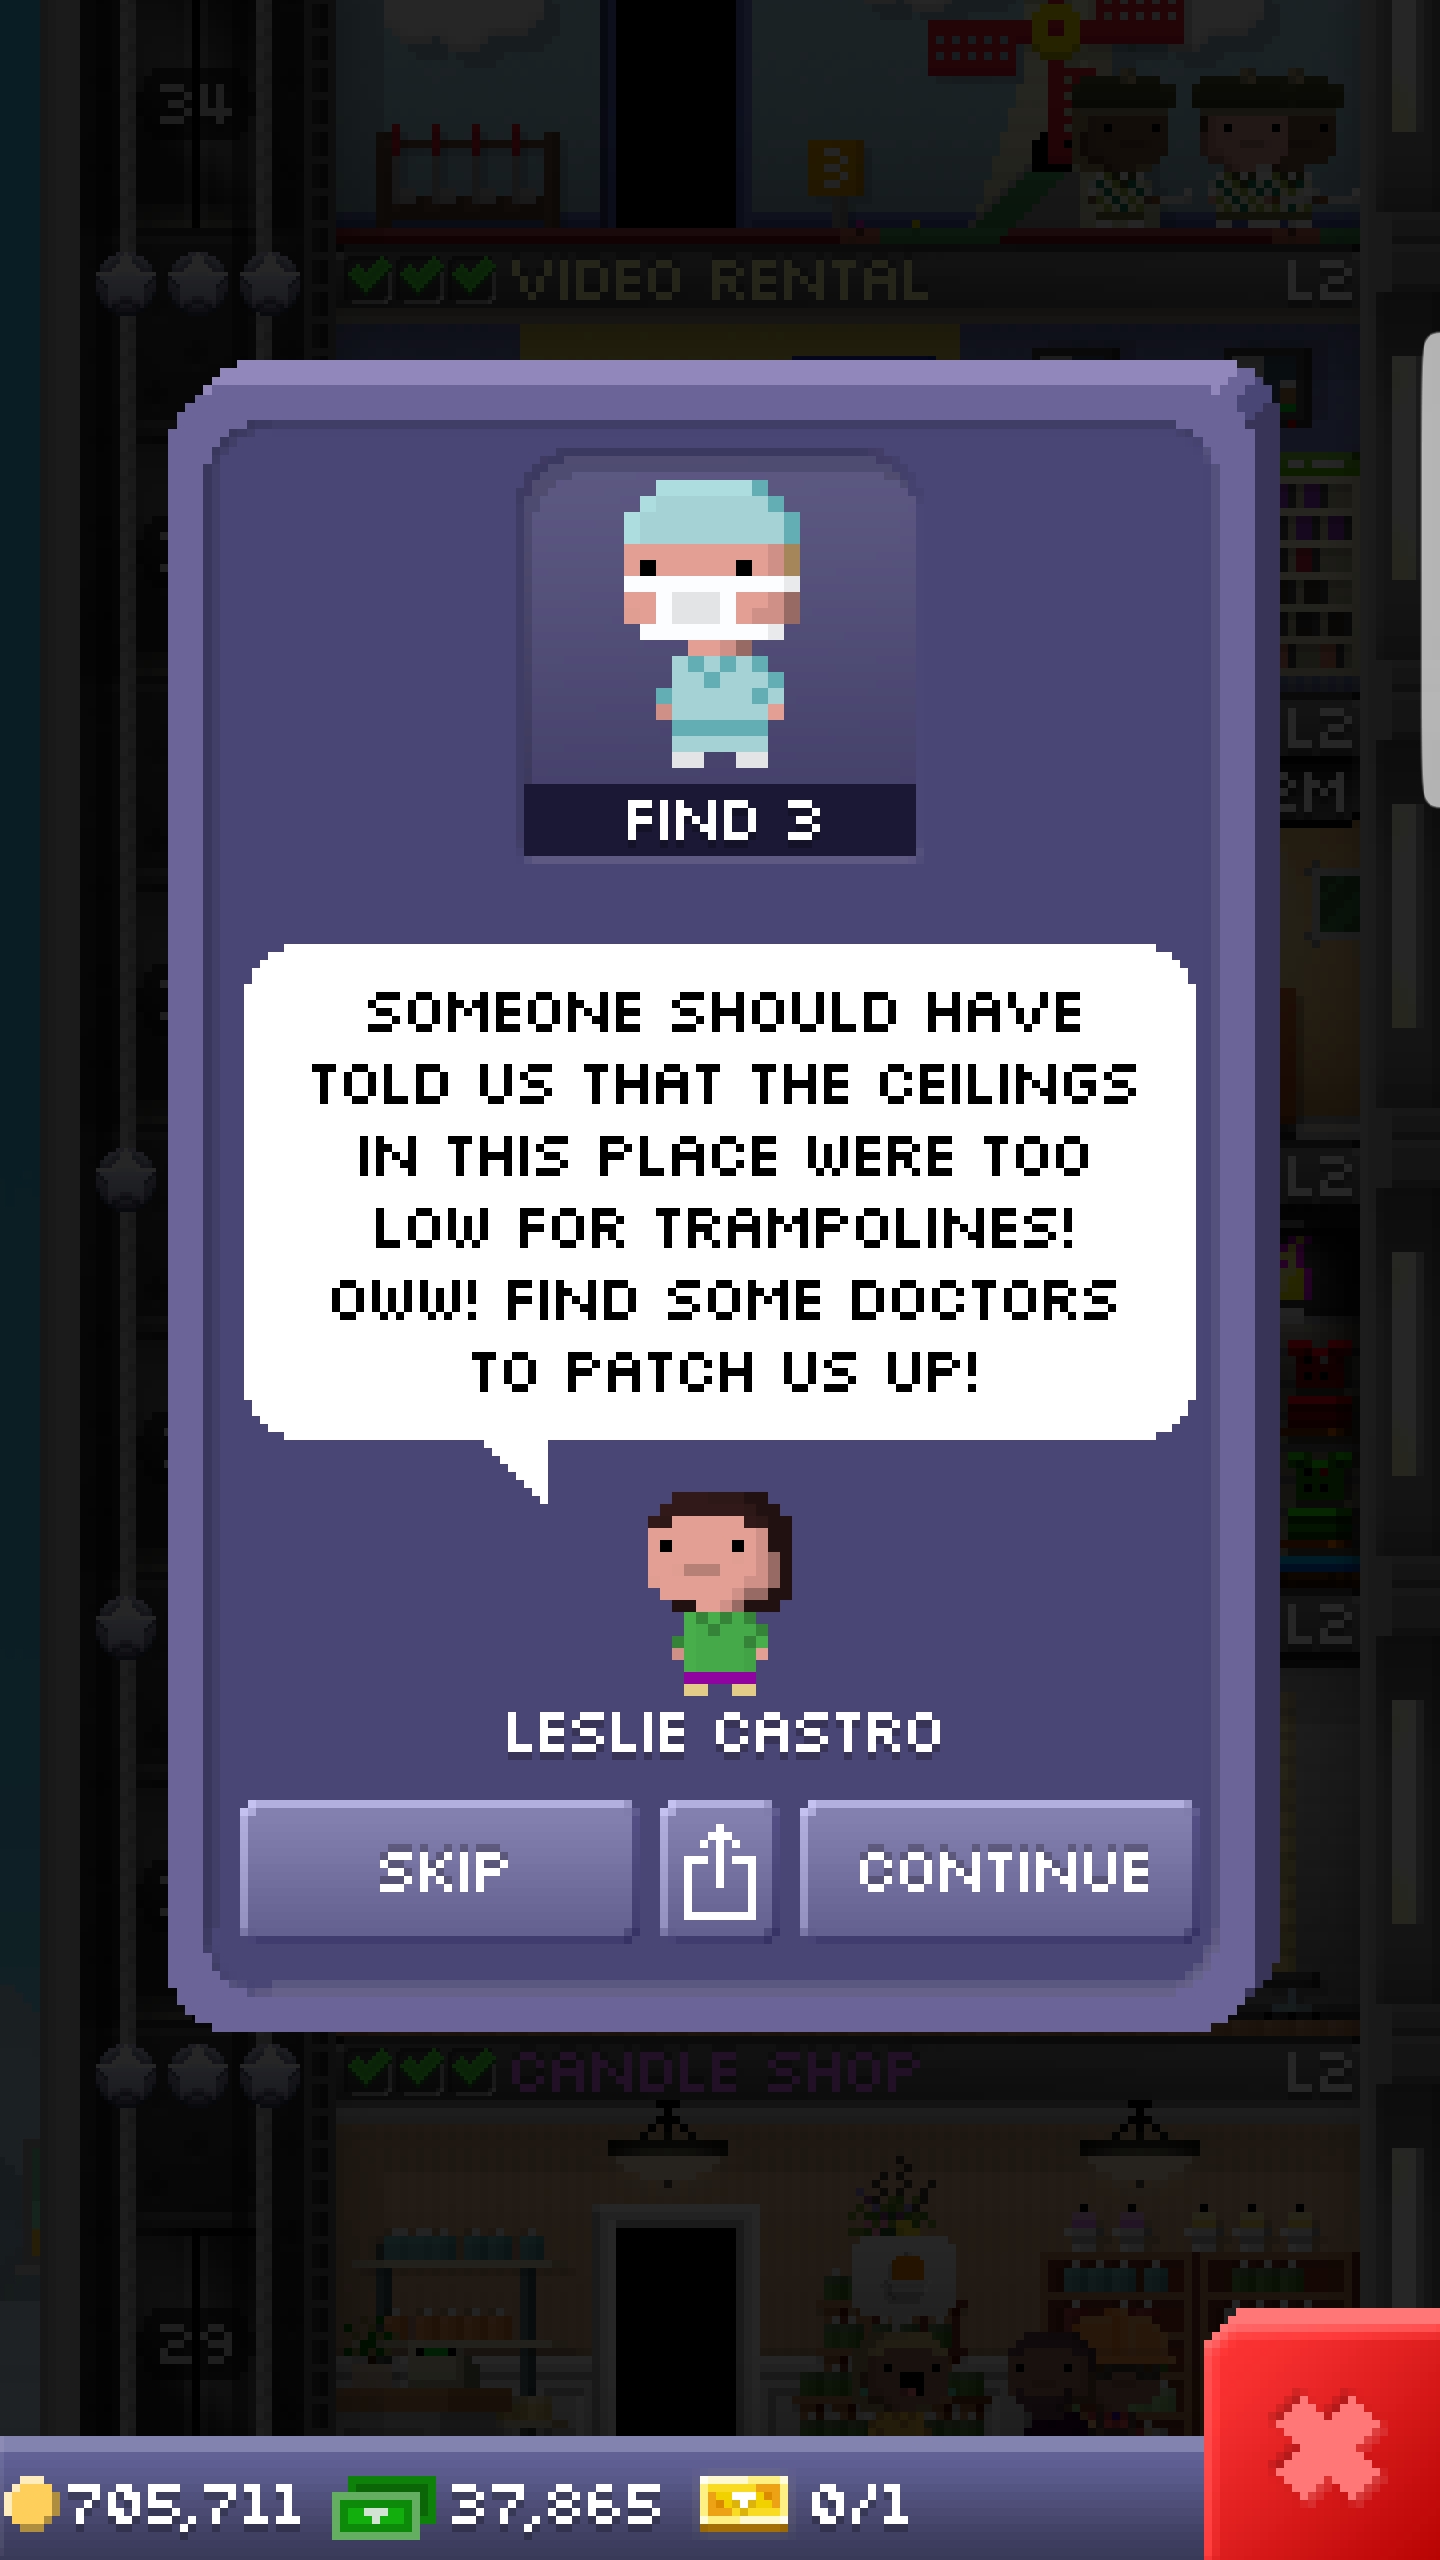 34
3
VIDEO RENTAL L2
L2
2M
FIND 3
SOMEONE SHOULD HAVE
TOLD US THAT THE CEILINGS
IN THIS PLACE WERE TOO
LOW FOR TRAMPOLINES!
OWW! FIND SOME DOCTORS
TO PATCH US UP!
L2
L2
LESLIE CASTRO
SKIP
CONTINUE
CANDLE SHOP L2
29
705,711 37,865 0/1